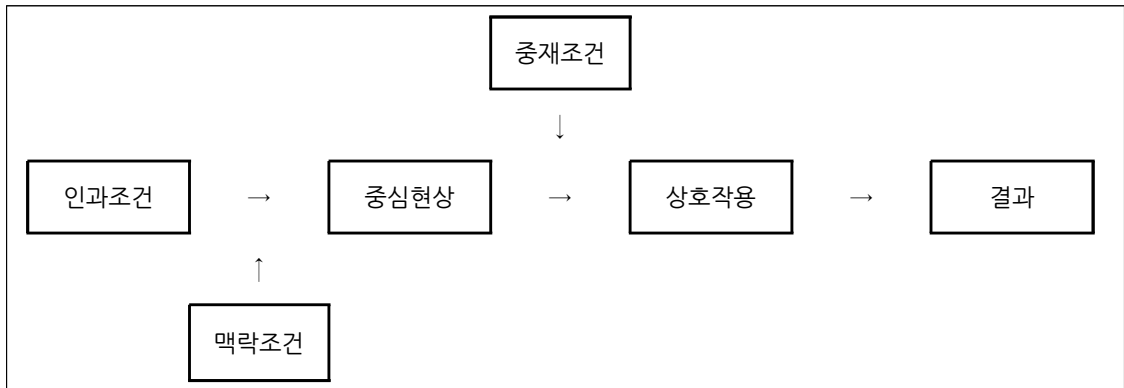 중재조건
↓
인과조건 → 중심현상 → 상호작용 → 결과
↑
맥락조건